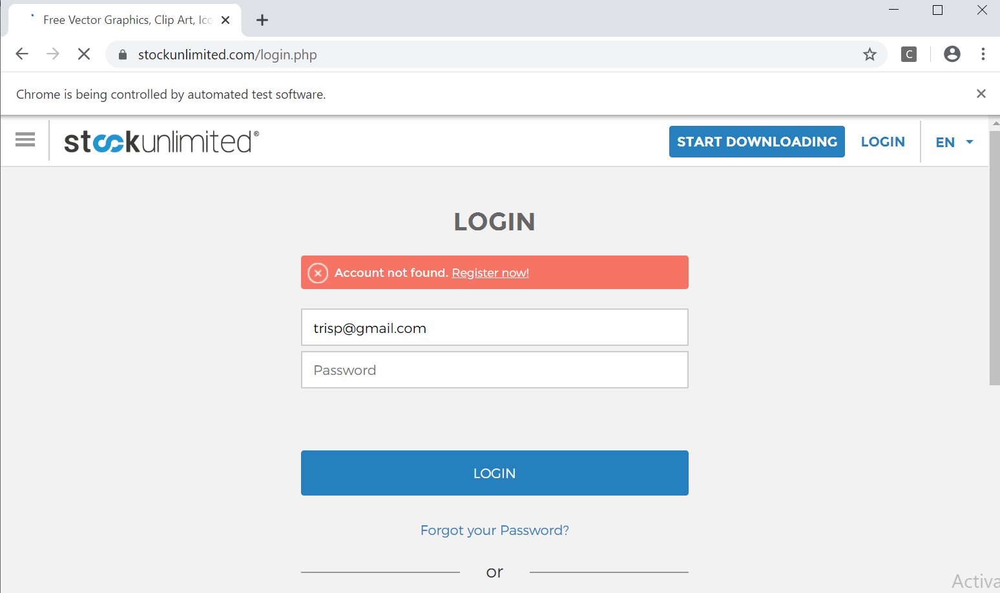 Free Vector Graphics, Clip Art, Ico
stockunlimited.com/login.php
C
Chrome is being controlled by automated test software.
stockunlimited®
START DOWNLOADING
LOGIN
EN
LOGIN
Account not found. Register now!
trisp@gmail.com
Password
LOGIN
Forgot your Password?
or
Activa